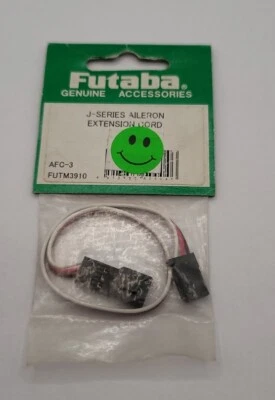 Futaba®
GENUINE ACCESSORIES
J-SERIES AILERON
EXTENSION CORD
AFC-3
FUTM3910